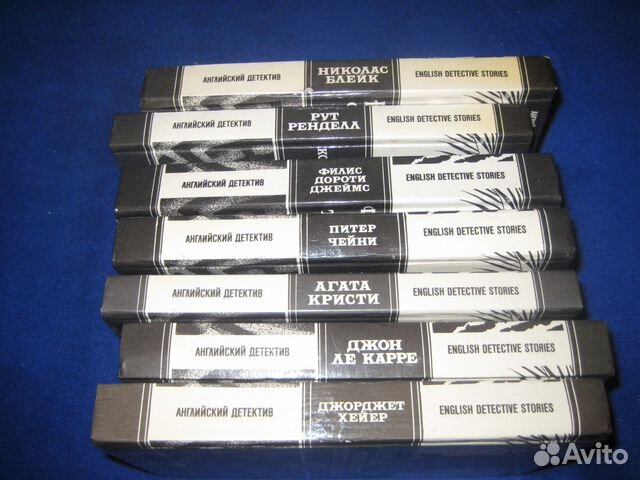 АНГЛИЙСКИЙ ДЕТЕКТИВ
НИКОЛАС
БЛЕЙК
ENGLISH DETECTIVE STORIES
АНГЛИЙСКИЙ ДЕТЕКТИВ
РУТ
РЕНДЕЛЛ
ENGLISH DETECTIVE STORIES
АНГЛИЙСКИЙ ДЕТЕКТИВ
ФИЛИС
ДОРОТИ
ДЖЕЙМС
ENGLISH DETECTIVE STORIES
АНГЛИЙСКИЙ ДЕТЕКТИВ
ПИТЕР
ЧЕЙНИ
ENGLISH DETECTIVE STORIES
АНГЛИЙСКИЙ ДЕТЕКТИВ
АГАТА
КРИСТИ
ENGLISH DETECTIVE STORIES
АНГЛИЙСКИЙ ДЕТЕКТИВ
ДЖОН
ЛЕ КАРРЕ
ENGLISH DETECTIVE STORIES
АНГЛИЙСКИЙ ДЕТЕКТИВ
ДЖОРДЖЕТ
ХЕЙЕР
ENGLISH DETECTIVE STORIES
Avito